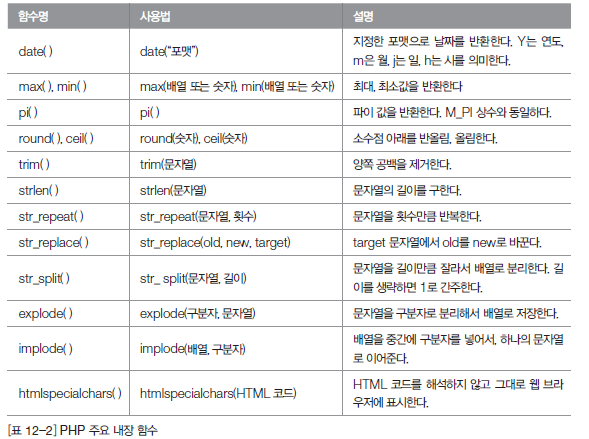 함수명 사용법 설명
date( ) date("포맷") 지정한 포맷으로 날짜를 반환한다. Y는 연도,
m은 월, j는 일, h는 시를 의미한다.
max( ), min( ) max(배열 또는 숫자), min(배열 또는 숫자) 최대, 최소값을 반환한다
pi( ) pi( ) 파이 값을 반환한다. M_PI 상수와 동일하다.
round( ), ceil( ) round(숫자), ceil(숫자) 소수점 아래를 반올림, 올림한다.
trim( ) trim(문자열) 양쪽 공백을 제거한다.
strlen( ) strlen(문자열) 문자열의 길이를 구한다.
str_repeat( ) str_repeat(문자열, 횟수) 문자열을 횟수만큼 반복한다.
str_replace( ) str_replace(old, new, target) target 문자열에서 old를 new로 바꾼다.
str_split( ) str_ split(문자열, 길이) 문자열을 길이만큼 잘라서 배열로 분리한다. 길
이를 생략하면 1로 간주한다.
explode( ) explode(구분자, 문자열) 문자열을 구분자로 분리해서 배열로 저장한다.
implode( ) implode(배열, 구분자) 배열을 중간에 구분자를 넣어서, 하나의 문자열
로 이어준다.
htmlspecialchars( ) htmlspecialchars(HTML 코드) HTML 코드를 해석하지 않고 그대로 웹 브라
우저에 표시한다.
[표 12-2] PHP 주요 내장 함수